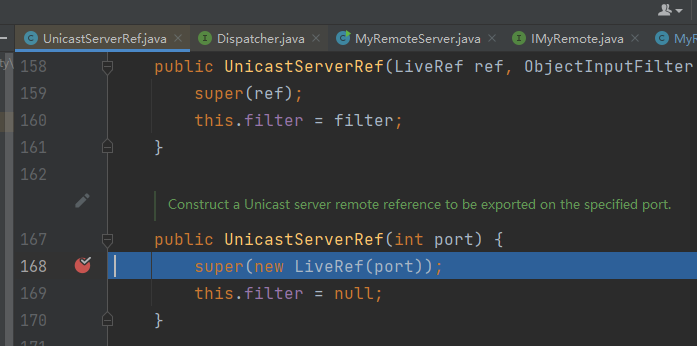 UnicastServerRef.java Dispatcher.java MyRemoteServer.java IMyRemote.java MyR
158 public UnicastServerRef(LiveRef ref, ObjectInputFilter
159 super(ref);
160 this.filter = filter;
161 }
162
Construct a Unicast server remote reference to be exported on the specified port.
167 public UnicastServerRef(int port) {
168 super(new LiveRef(port));
169 this.filter = null;
170 }